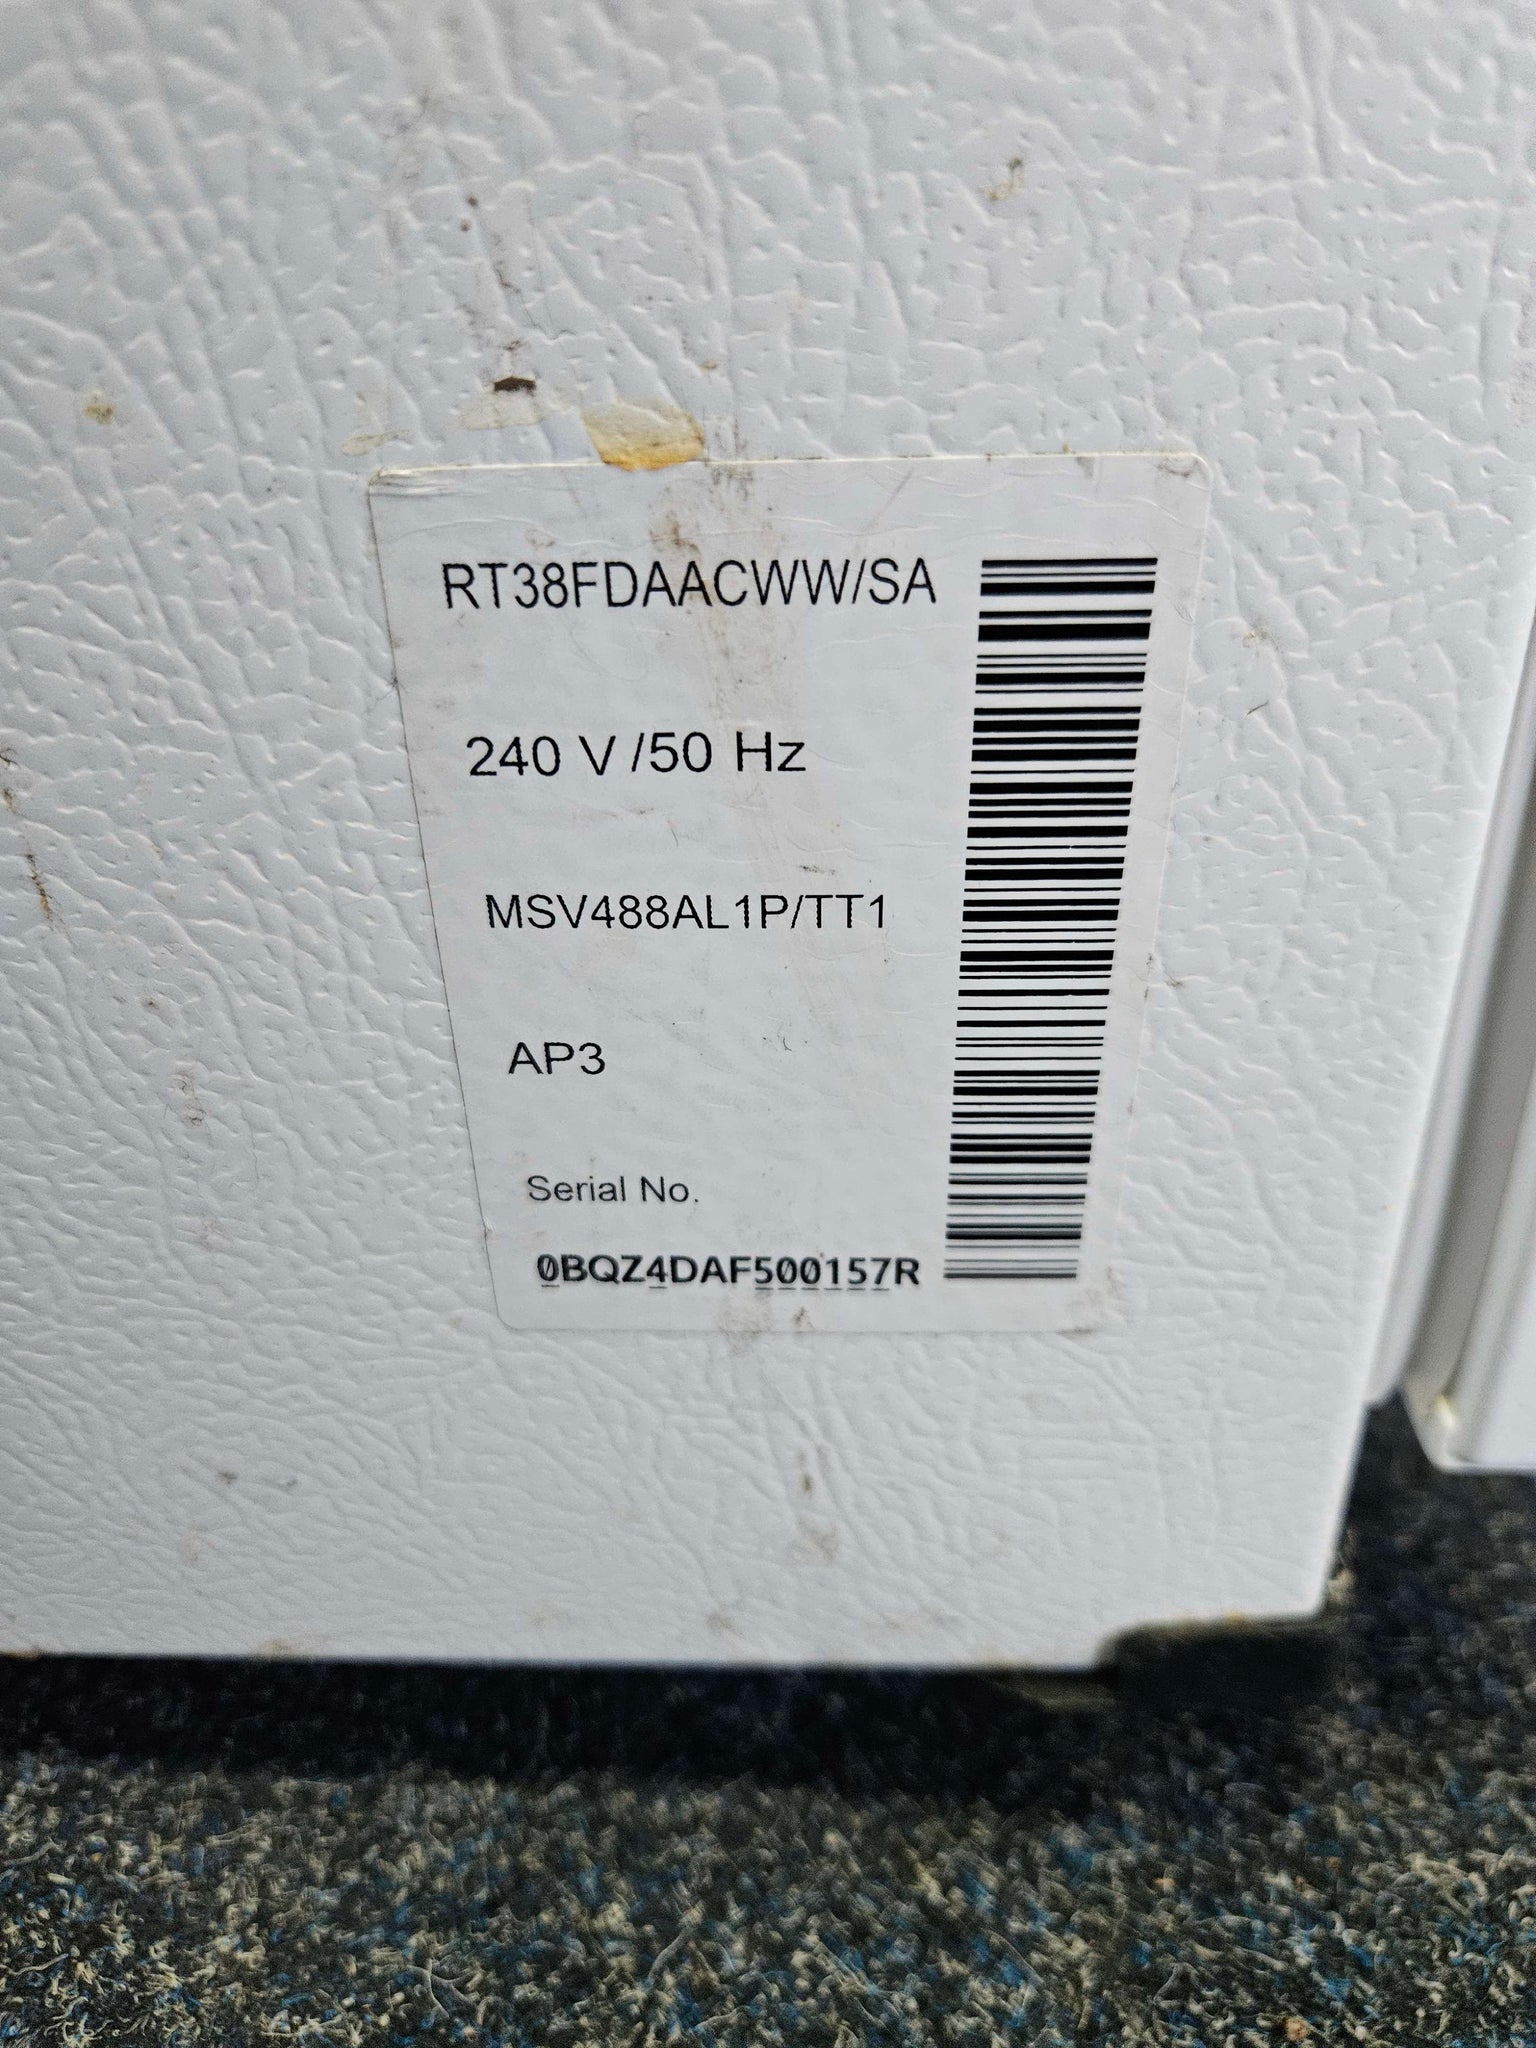 RT38FDAACWW/SA
240 V /50 Hz
MSV488AL1P/TT1
AP3
Serial No.
0BQZ4DAF500157R